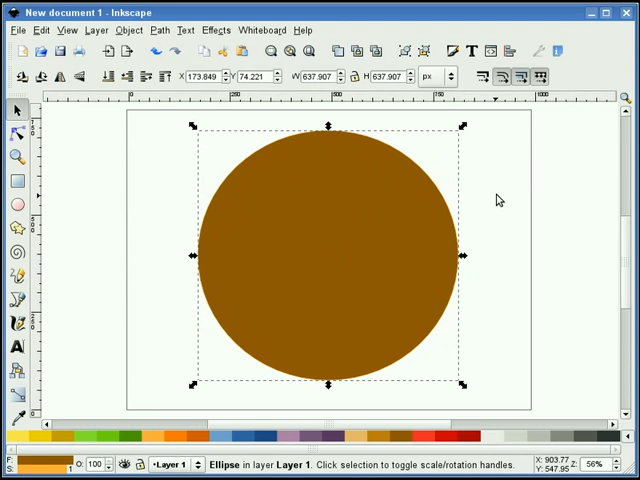 New document 1 - Inkscape
File Edit View Layer Object Path Text Effects Whiteboard Help
X 173.849 Y 74.221 W 637.907 H 637.907 px
0 250 500 750 1000
F:
S: 1
O: 100
Layer 1
Ellipse in layer Layer 1. Click selection to toggle scale/rotation handles.
X: 903.77
Y: 547.95
Z: 56%